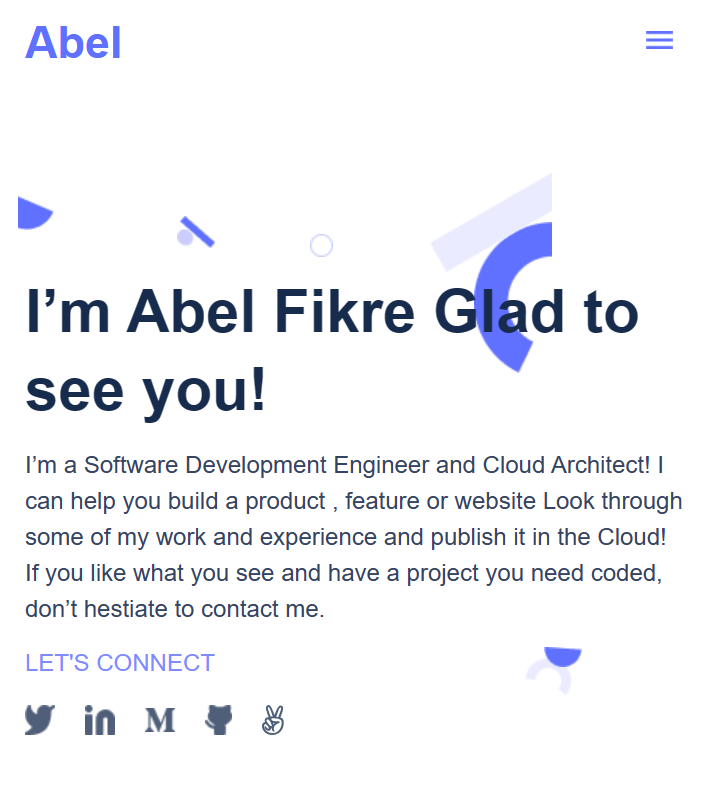 Abel
I’m Abel Fikre Glad to
see you!
I’m a Software Development Engineer and Cloud Architect! I
can help you build a product , feature or website Look through
some of my work and experience and publish it in the Cloud!
If you like what you see and have a project you need coded,
don’t hestiate to contact me.
LET'S CONNECT